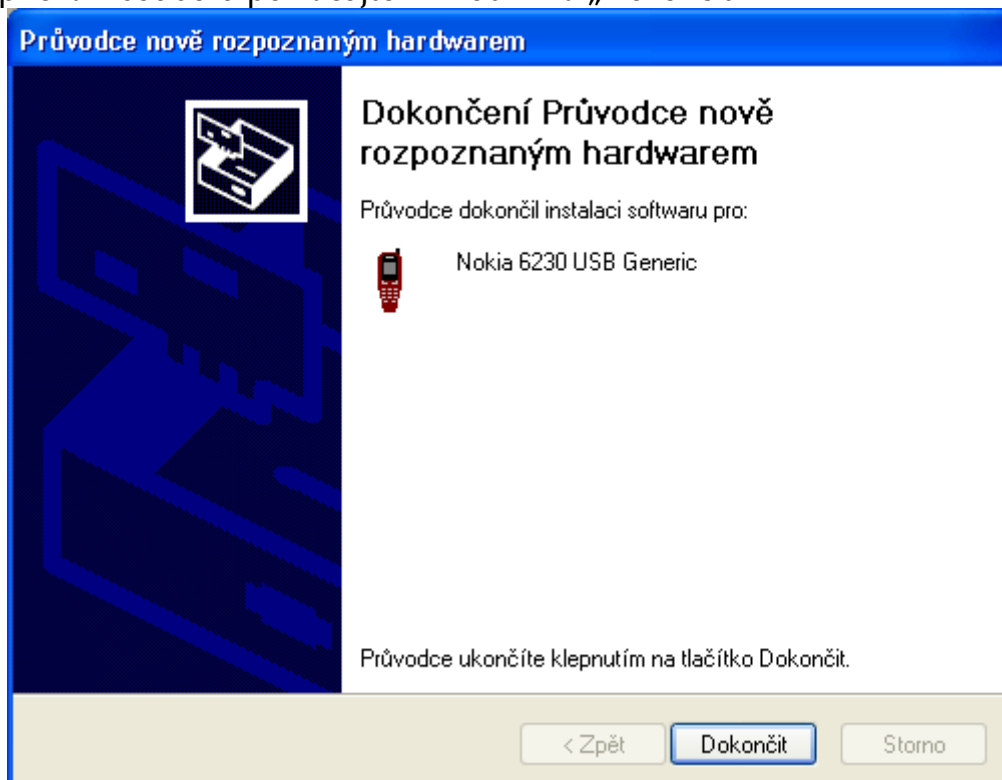 Průvodce nově rozpoznaným hardwarem
Dokončení Průvodce nově
rozpoznaným hardwarem
Průvodce dokončil instalaci softwaru pro:
Nokia 6230 USB Generic
Průvodce ukončíte klepnutím na tlačítko Dokončit.
< Zpět
Dokončit
Storno